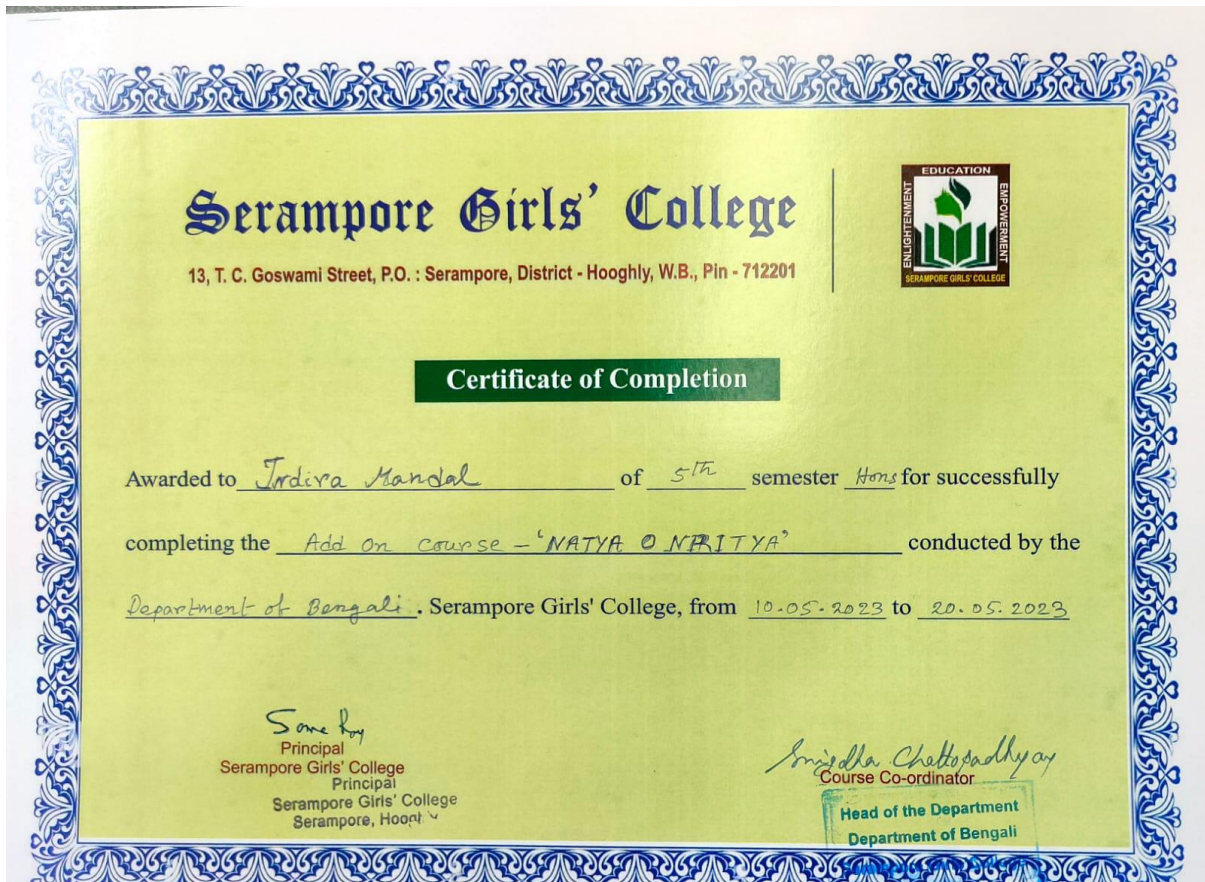 Serampore Girls' College
13, T. C. Goswami Street, P.O. : Serampore, District - Hooghly, W.B., Pin - 712201
EDUCATION
ENLIGHTENMENT
EMPOWERMENT
SERAMPORE GIRLS' COLLEGE
Certificate of Completion
Awarded to Indira Mandal of 5th semester Hons for successfully
completing the Add On course - 'NATYA O NRITYA' conducted by the
Department of Bengali. Serampore Girls' College, from 10.05.2023 to 20.05.2023
Principal
Serampore Girls' College
Principal
Serampore Girls' College
Serampore,
Snigdha Chattopadhyay
Course Co-ordinator
Head of the Department
Department of Bengali